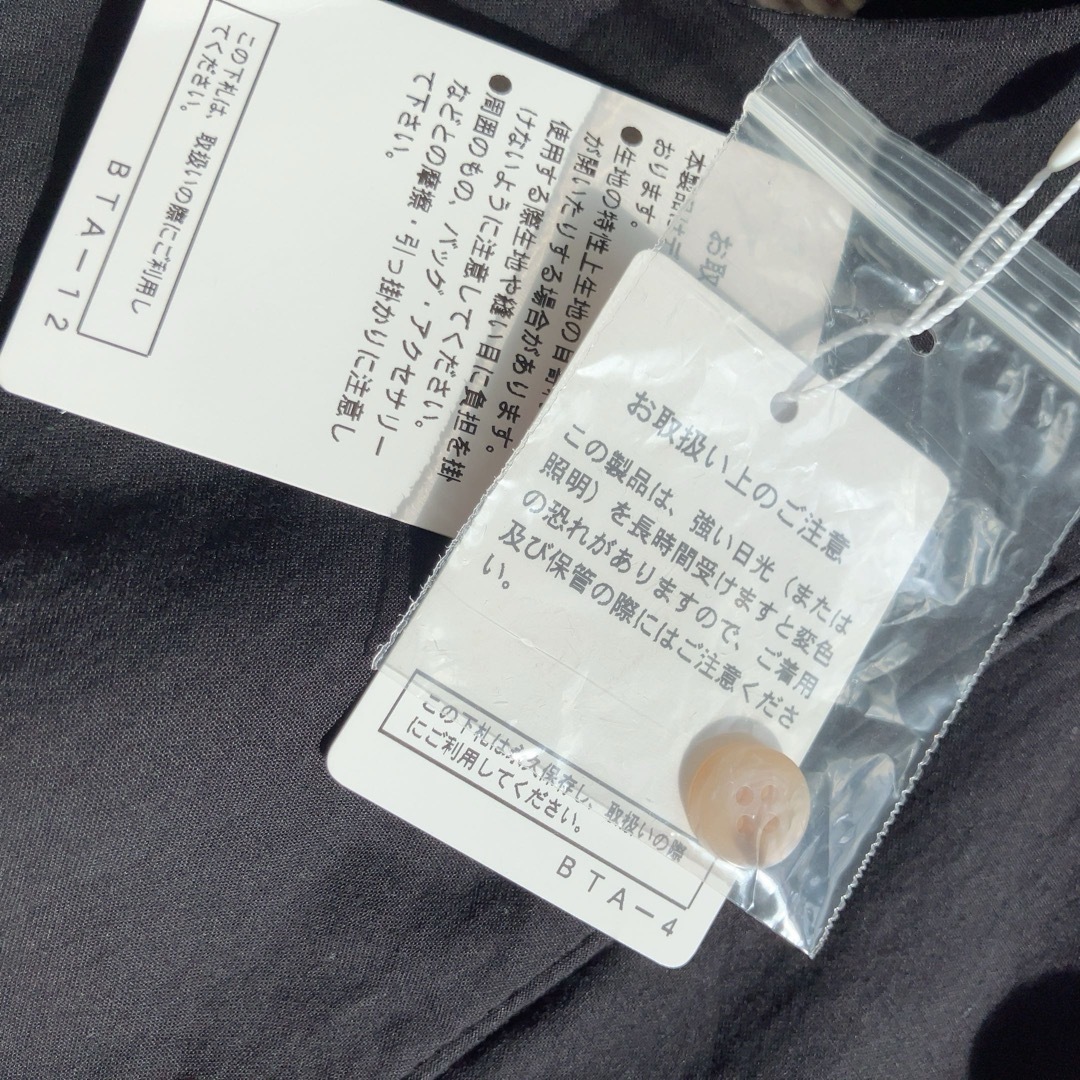 お取扱い上のご注意
この製品は、強い日光（または
照明）を長時間受けますと変色
の恐れがありますので、ご着用
及び保管の際にはご注意くださ
い。
この下札は永久保存し、取扱いの際
にご利用してください。
BTA-4
お取
本製品は
おります。
●生地の特性上生地の目
が開いたりする場合があります。
使用する際生地や縫い目に負担を掛
けないように注意してください。
●周囲のもの、バッグ・アクセサリー
などとの摩擦・引っ掛かりに注意し
て下さい。
この下札は、取扱いの際にご利用し
てください。
BTA-12